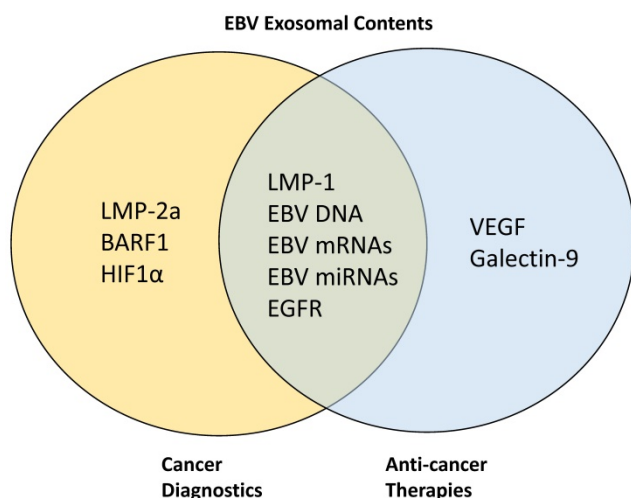 EBV Exosomal Contents
LMP-2a
BARF1
HIF1α
LMP-1
EBV DNA
EBV mRNAs
EBV miRNAs
EGFR
VEGF
Galectin-9
Cancer
Diagnostics
Anti-cancer
Therapies